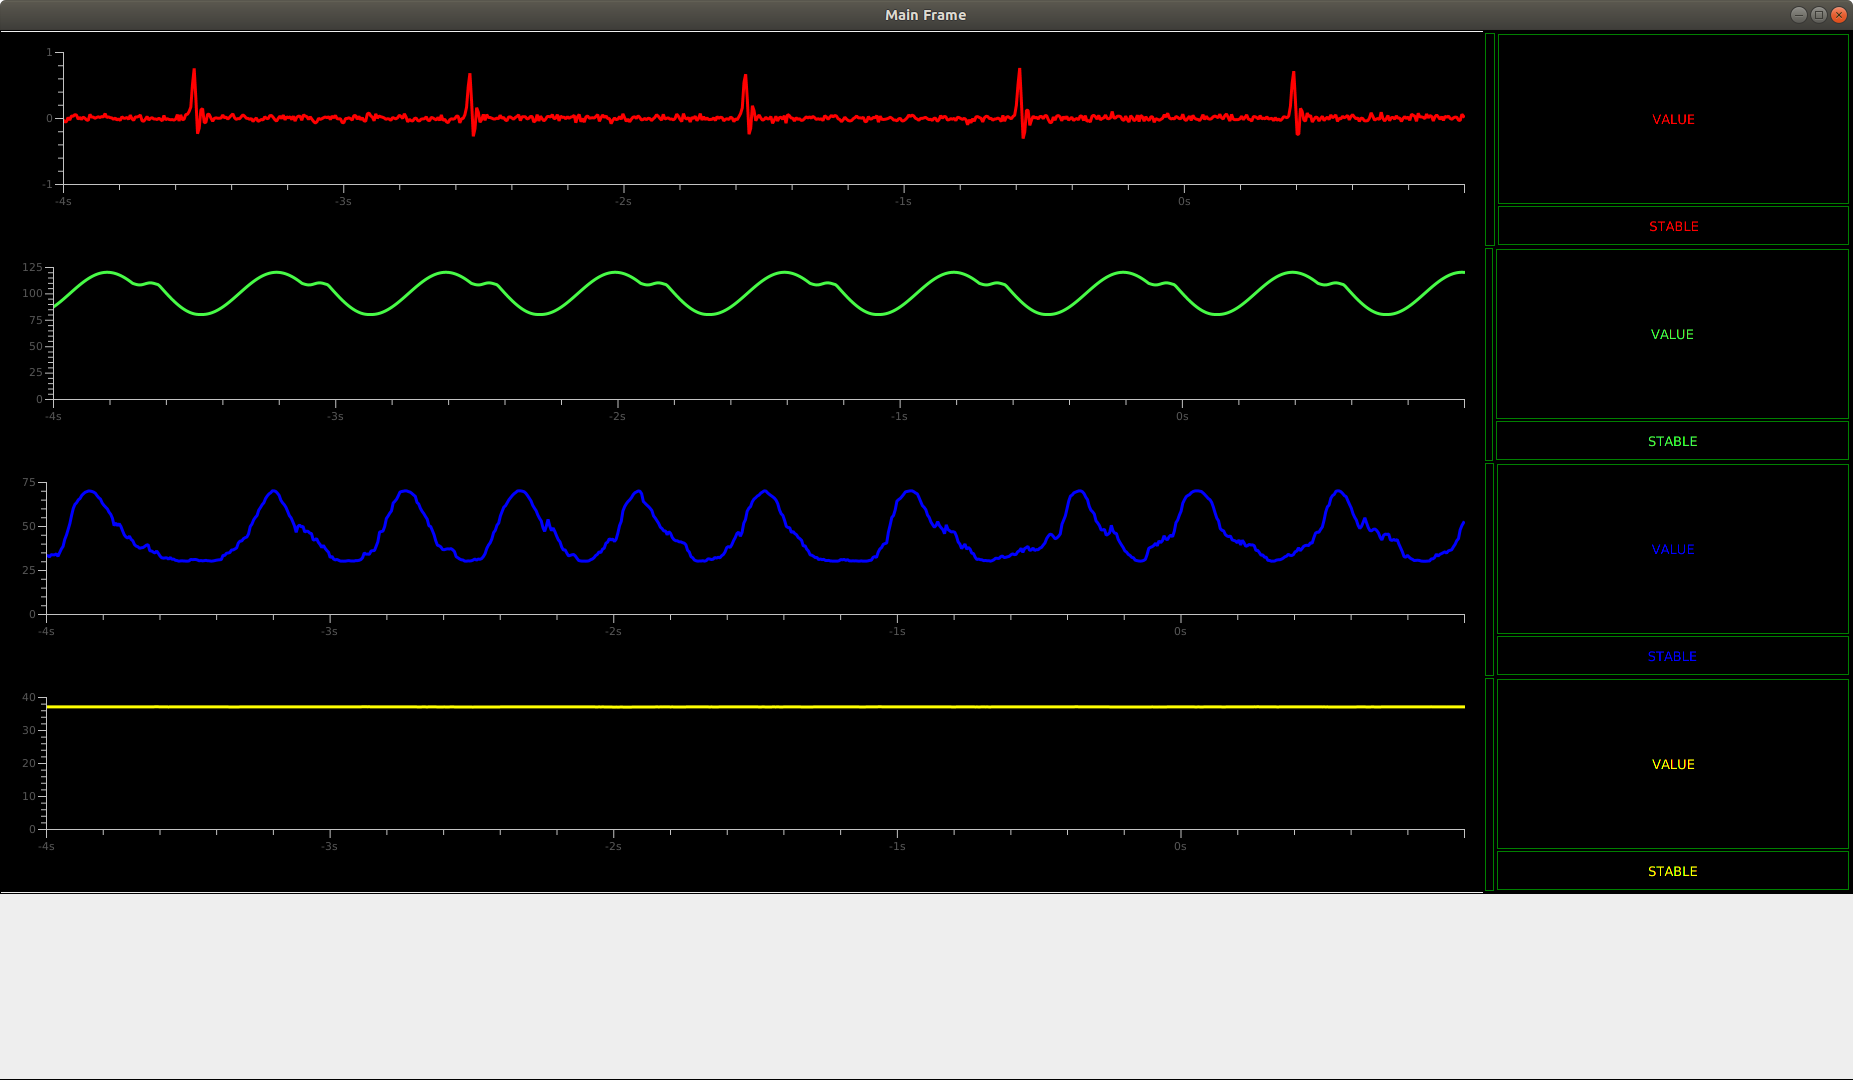 Main Frame
1
0
-1
-4s -3s -2s -1s 0s
VALUE
STABLE
125
100
75
50
25
0
-4s -3s -2s -1s 0s
VALUE
STABLE
75
50
25
0
-4s -3s -2s -1s 0s
VALUE
STABLE
40
30
20
10
0
-4s -3s -2s -1s 0s
VALUE
STABLE